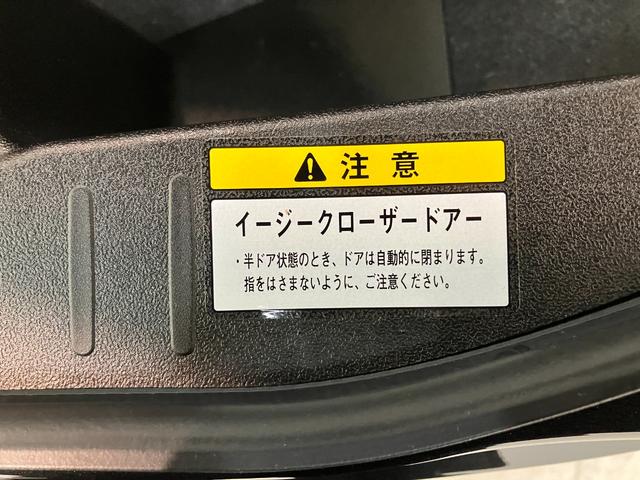 注意
イージークローザードアー
・半ドア状態のとき、ドアは自動的に閉まります。
指をはさまないように、ご注意ください。